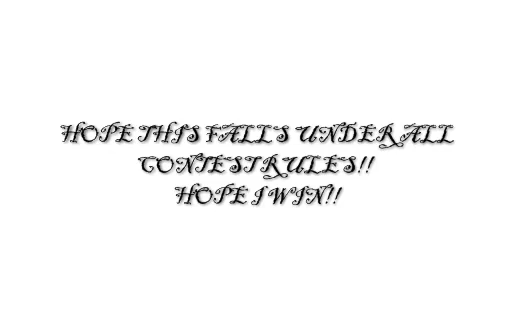 HOPE THIS FALLS UNDER ALL
CONTEST RULES!!
HOPE I WIN!!